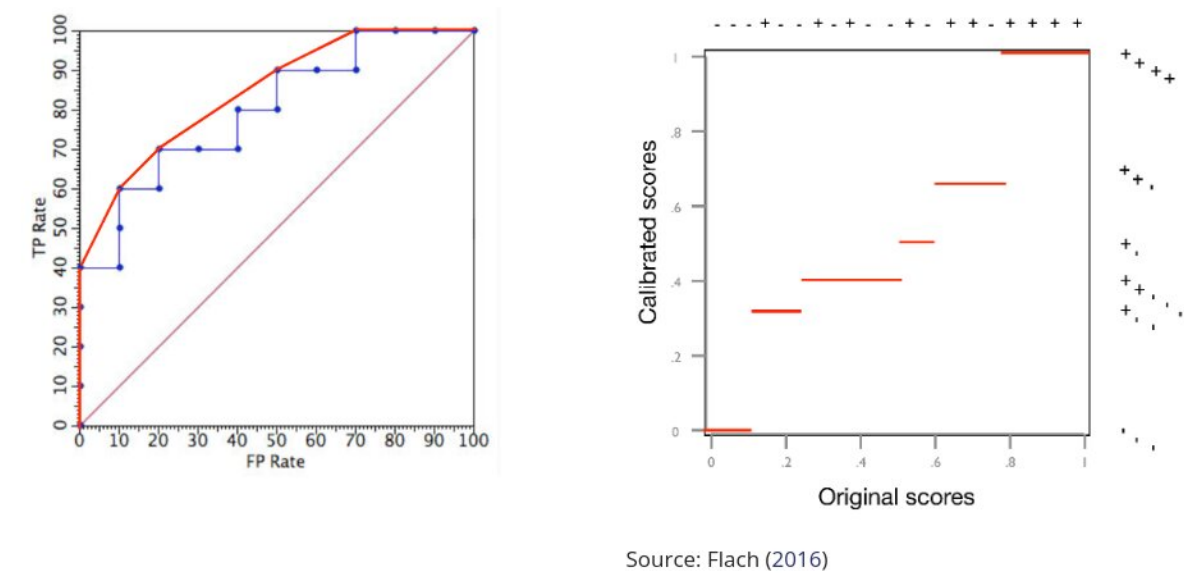 100
90
80
70
60
50
40
30
20
10
0
TP Rate
0 10 20 30 40 50 60 70 80 90 100
FP Rate
- - - + - - + - + - - + - + + - + + + +
1
.8
.6
.4
.2
0
Calibrated scores
0 .2 .4 .6 .8 1
Original scores
+ + + +
+ + -
+ -
+ + - - -
+ - -
- - -
Source: Flach (2016)